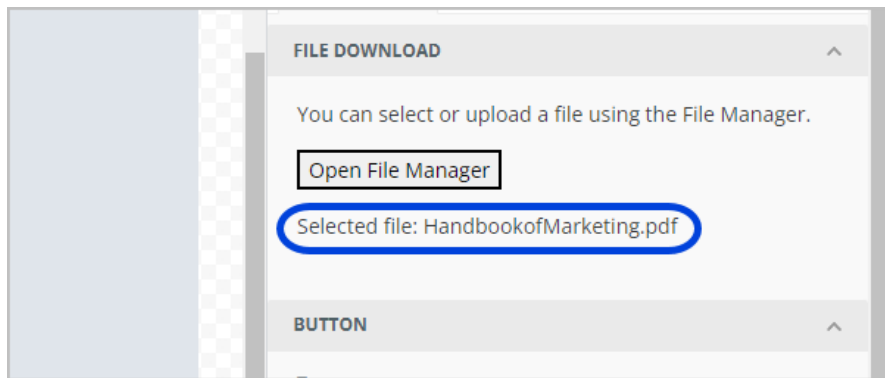 FILE DOWNLOAD
You can select or upload a file using the File Manager.
Open File Manager
Selected file: HandbookofMarketing.pdf
BUTTON